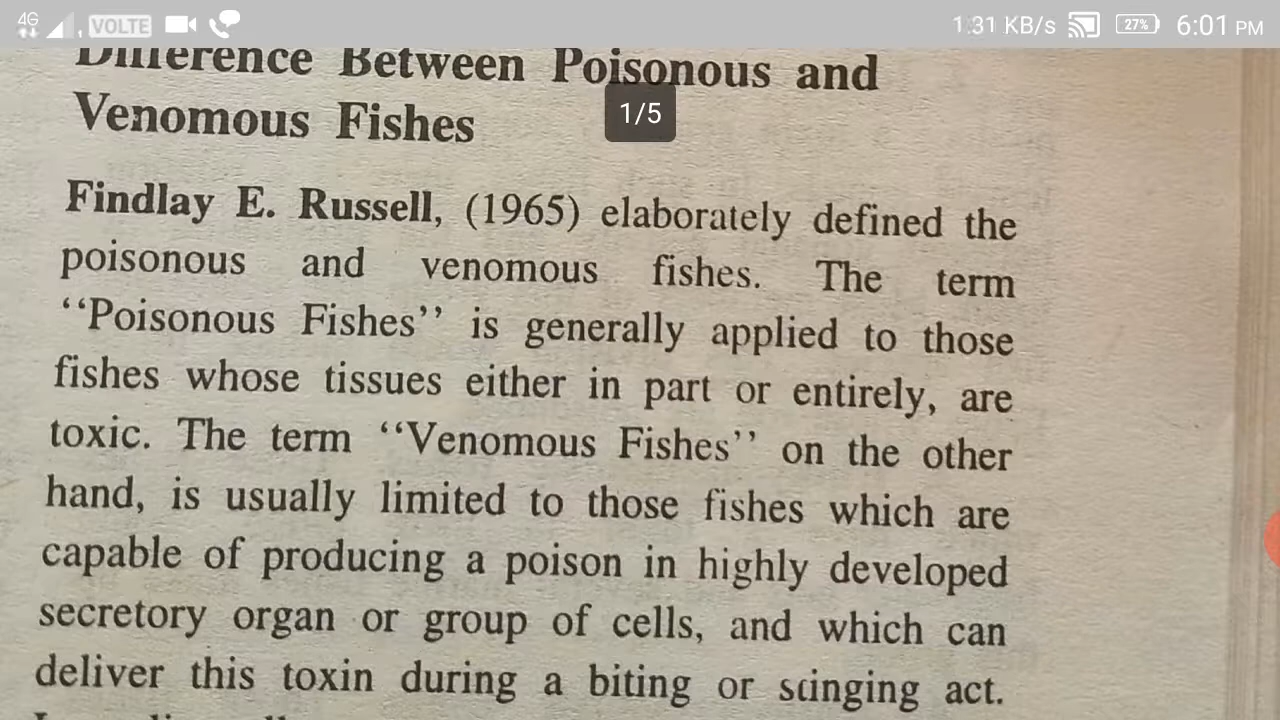 4G VOLTE 1.31 KB/s 27% 6:01 PM
Difference Between Poisonous and
1/5
Venomous Fishes
Findlay E. Russell, (1965) elaborately defined the
poisonous and venomous fishes. The term
‘‘Poisonous Fishes’’ is generally applied to those
fishes whose tissues either in part or entirely, are
toxic. The term ‘‘Venomous Fishes’’ on the other
hand, is usually limited to those fishes which are
capable of producing a poison in highly developed
secretory organ or group of cells, and which can
deliver this toxin during a biting or stinging act.